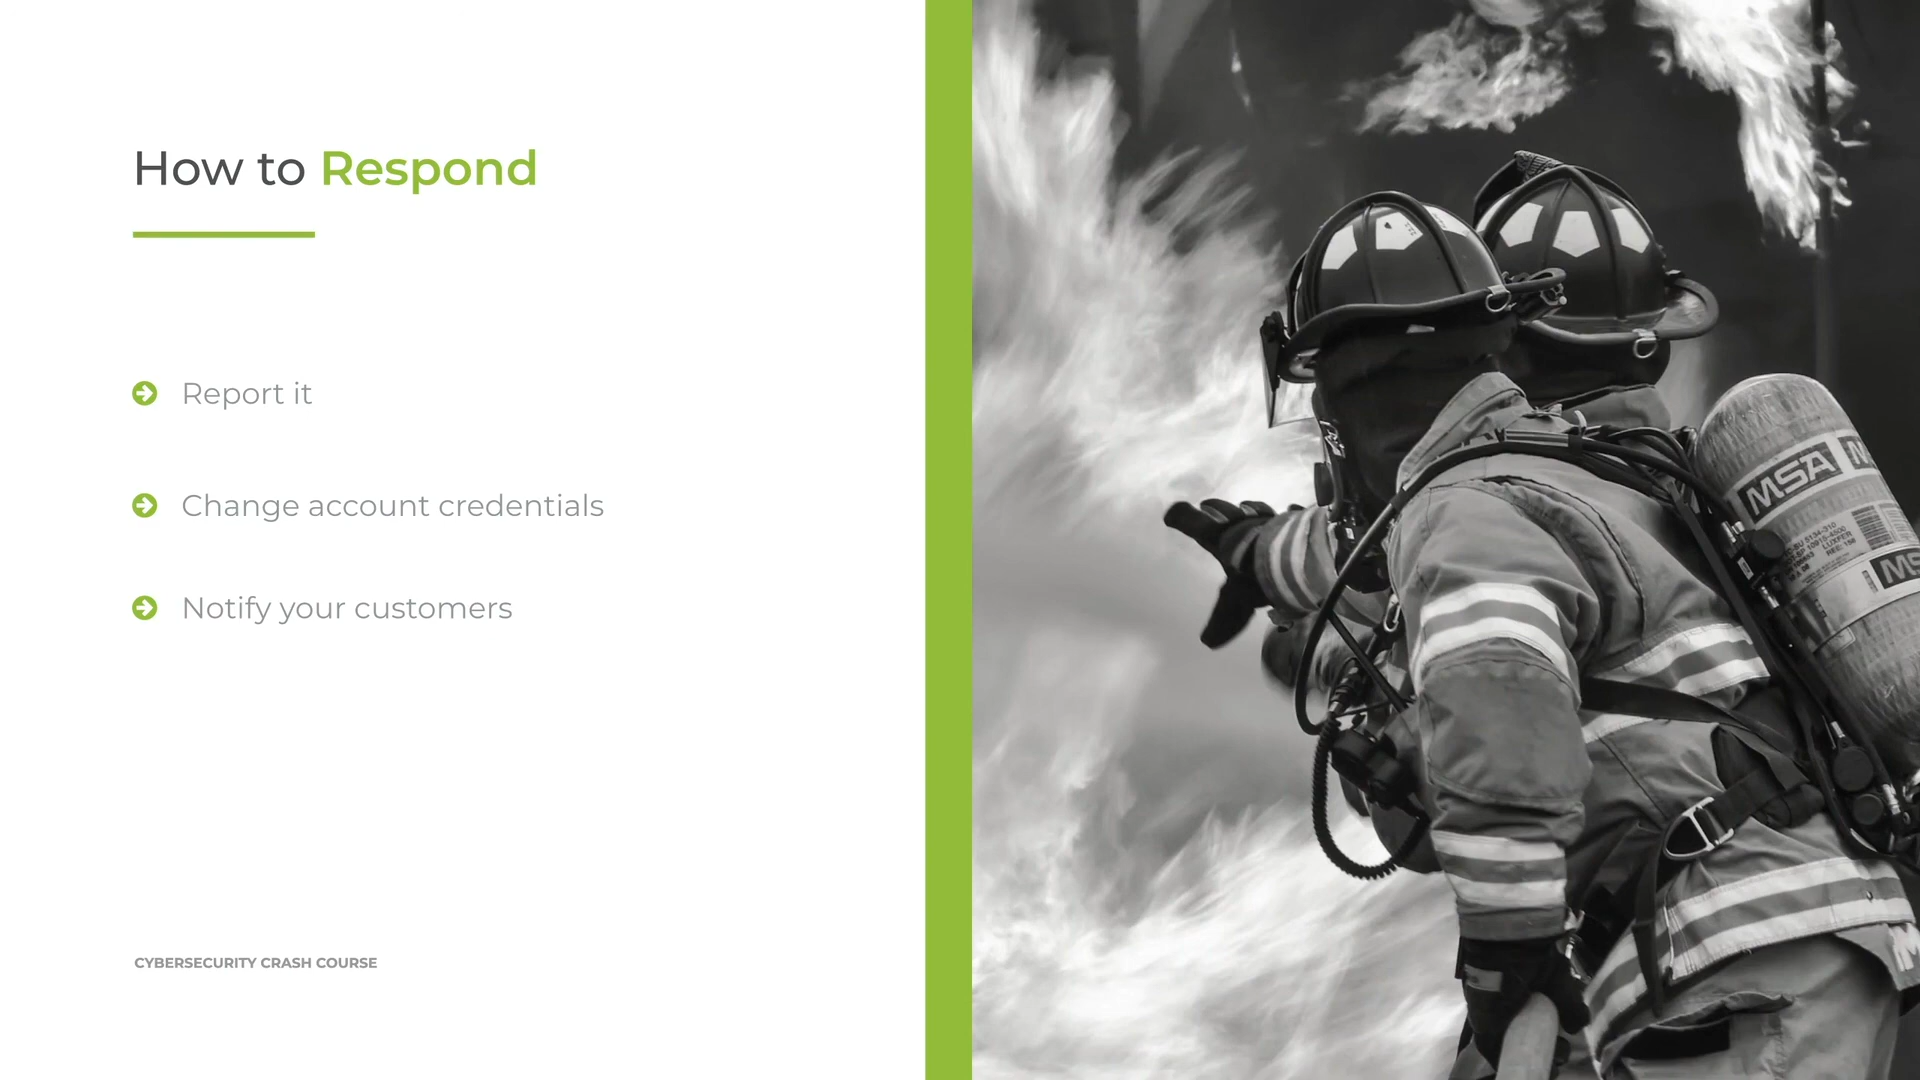 How to Respond
Report it
Change account credentials
Notify your customers
CYBERSECURITY CRASH COURSE
MSA